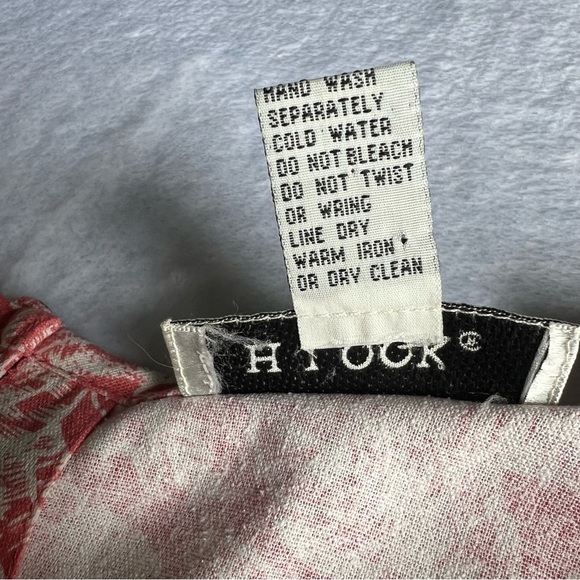 HAND WASH
SEPARATELY
COLD WATER
DO NOT BLEACH
DO NOT TWIST
OR WRING
LINE DRY
WARM IRON
OR DRY CLEAN